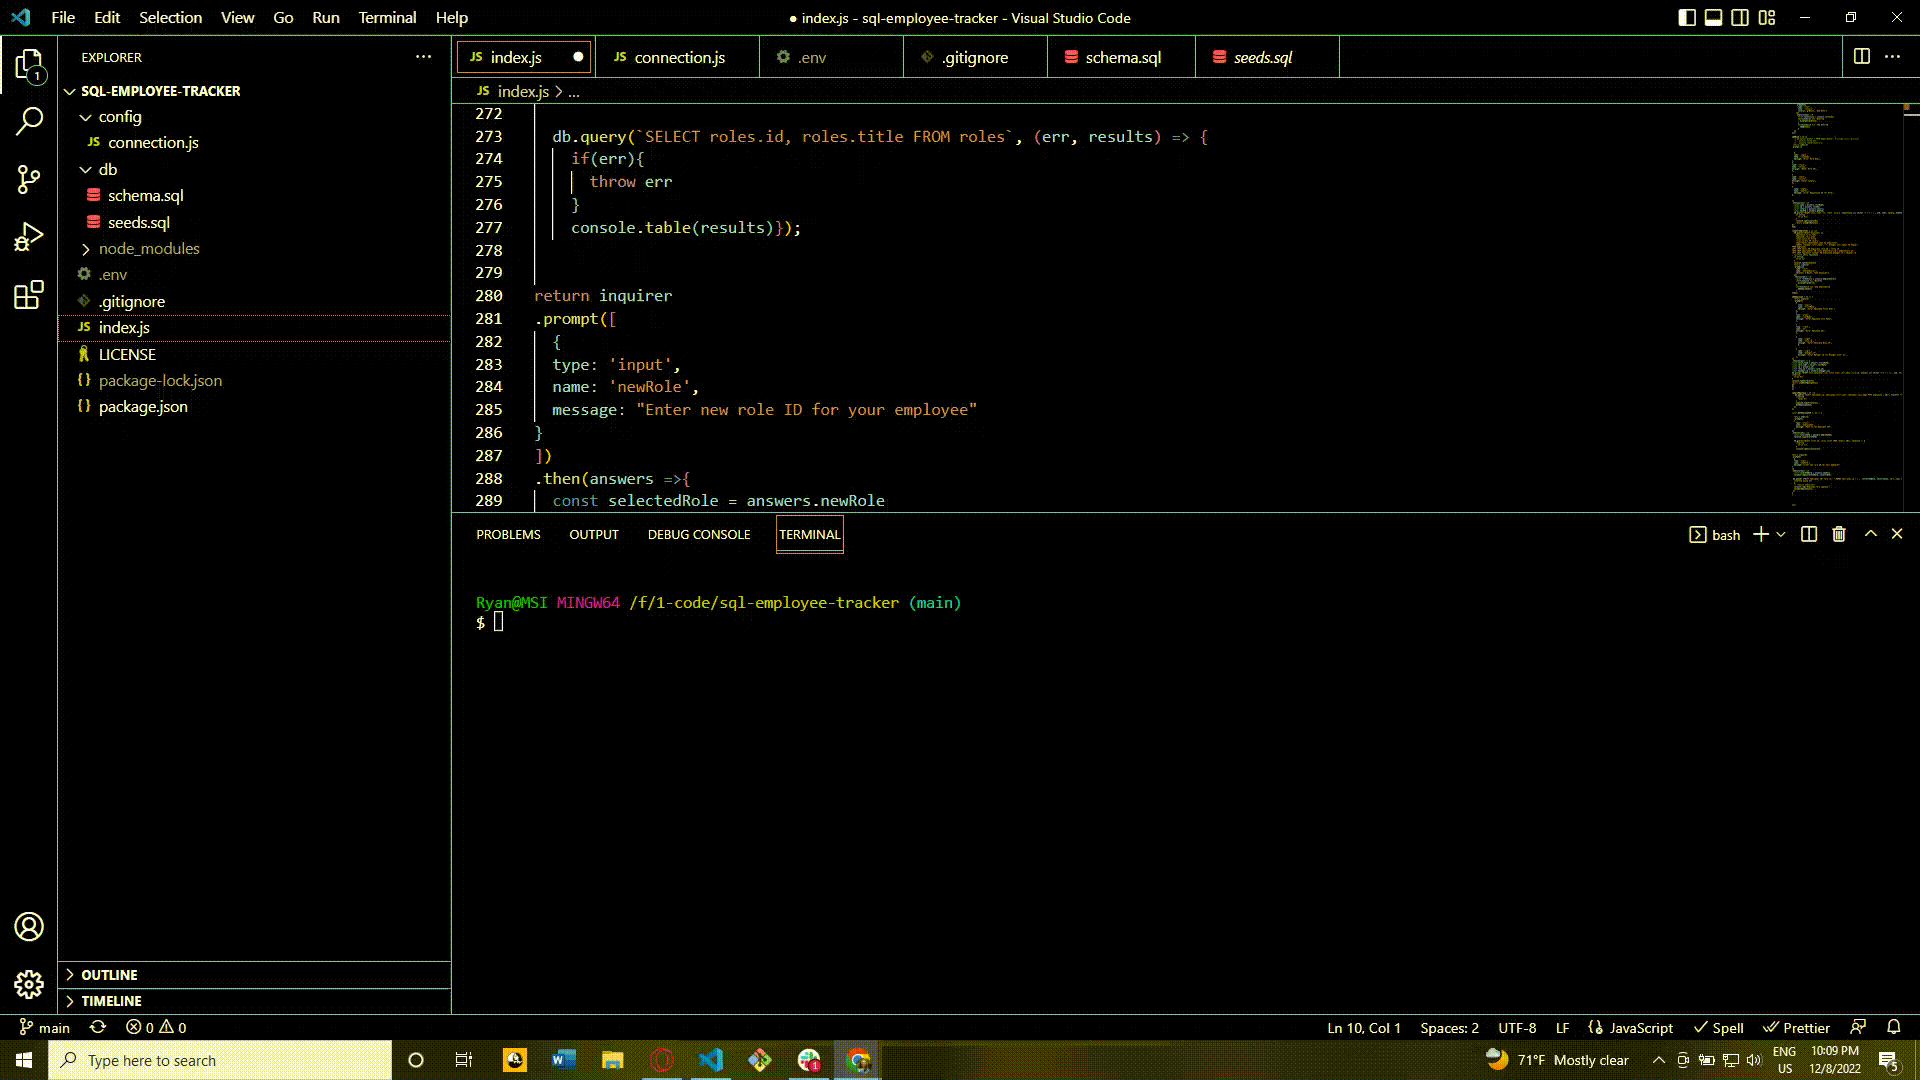 File Edit Selection View Go Run Terminal Help
● index.js - sql-employee-tracker - Visual Studio Code
1
EXPLORER
SQL-EMPLOYEE-TRACKER
config
JS connection.js
db
schema.sql
seeds.sql
node_modules
.env
.gitignore
JS index.js
LICENSE
{} package-lock.json
{} package.json
OUTLINE
TIMELINE
JS index.js ● JS connection.js .env .gitignore schema.sql seeds.sql
JS index.js > ...
272
273 db.query(`SELECT roles.id, roles.title FROM roles`, (err, results) => {
274 if(err){
275 throw err
276 }
277 console.table(results)});
278
279
280 return inquirer
281 .prompt([
282 {
283 type: 'input',
284 name: 'newRole',
285 message: "Enter new role ID for your employee"
286 }
287 ])
288 .then(answers =>{
289 const selectedRole = answers.newRole
PROBLEMS OUTPUT DEBUG CONSOLE TERMINAL
bash
Ryan@MSI MINGW64 /f/1-code/sql-employee-tracker (main)
$
main 0 0
Ln 10, Col 1 Spaces: 2 UTF-8 LF JavaScript Spell Prettier
Type here to search
W
1
71°F Mostly clear
ENG
US
10:09 PM
12/8/2022
5